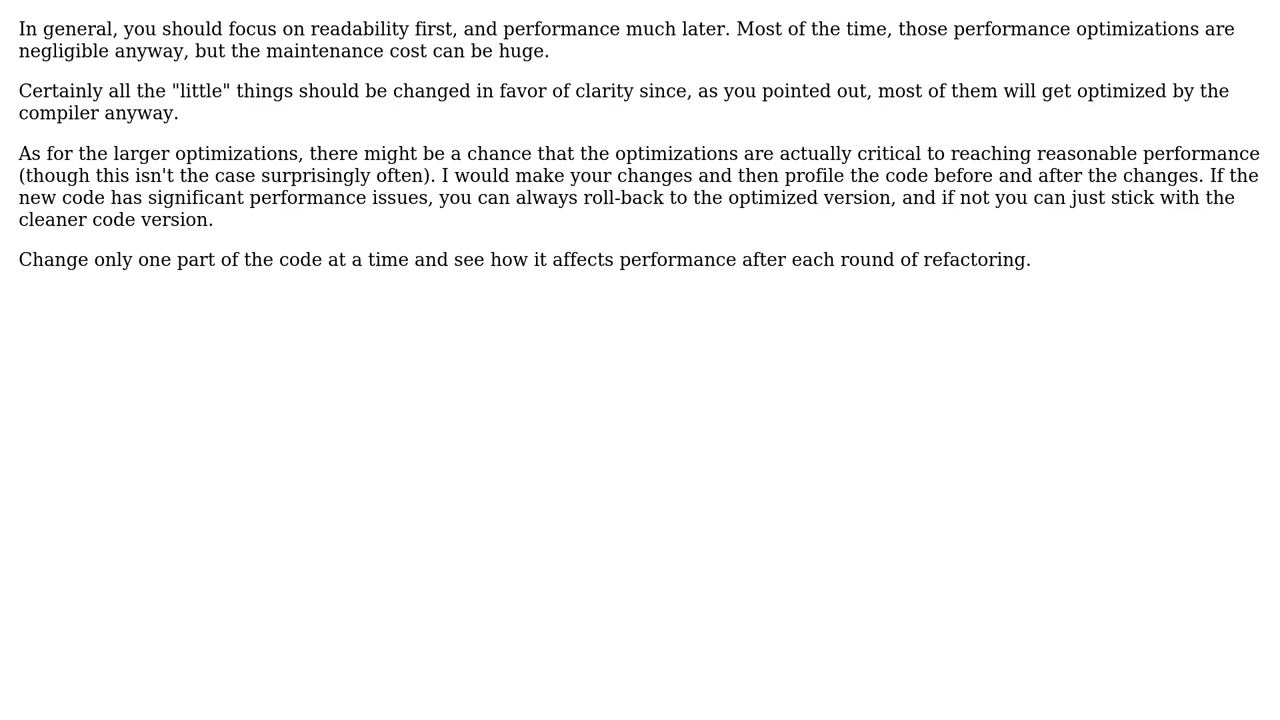 In general, you should focus on readability first, and performance much later. Most of the time, those performance optimizations are
negligible anyway, but the maintenance cost can be huge.
Certainly all the "little" things should be changed in favor of clarity since, as you pointed out, most of them will get optimized by the
compiler anyway.
As for the larger optimizations, there might be a chance that the optimizations are actually critical to reaching reasonable performance
(though this isn't the case surprisingly often). I would make your changes and then profile the code before and after the changes. If the
new code has significant performance issues, you can always roll-back to the optimized version, and if not you can just stick with the
cleaner code version.
Change only one part of the code at a time and see how it affects performance after each round of refactoring.